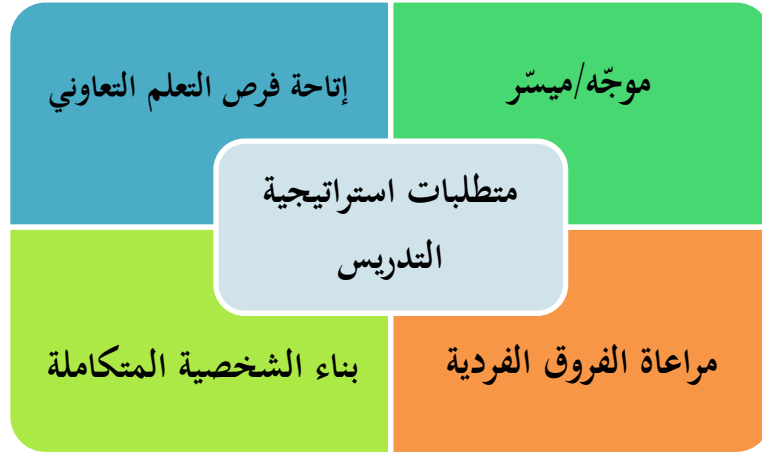 موجّه/ميسّر
إتاحة فرص التعلم التعاوني
متطلبات استراتيجية
التدريس
مراعاة الفروق الفردية
بناء الشخصية المتكاملة